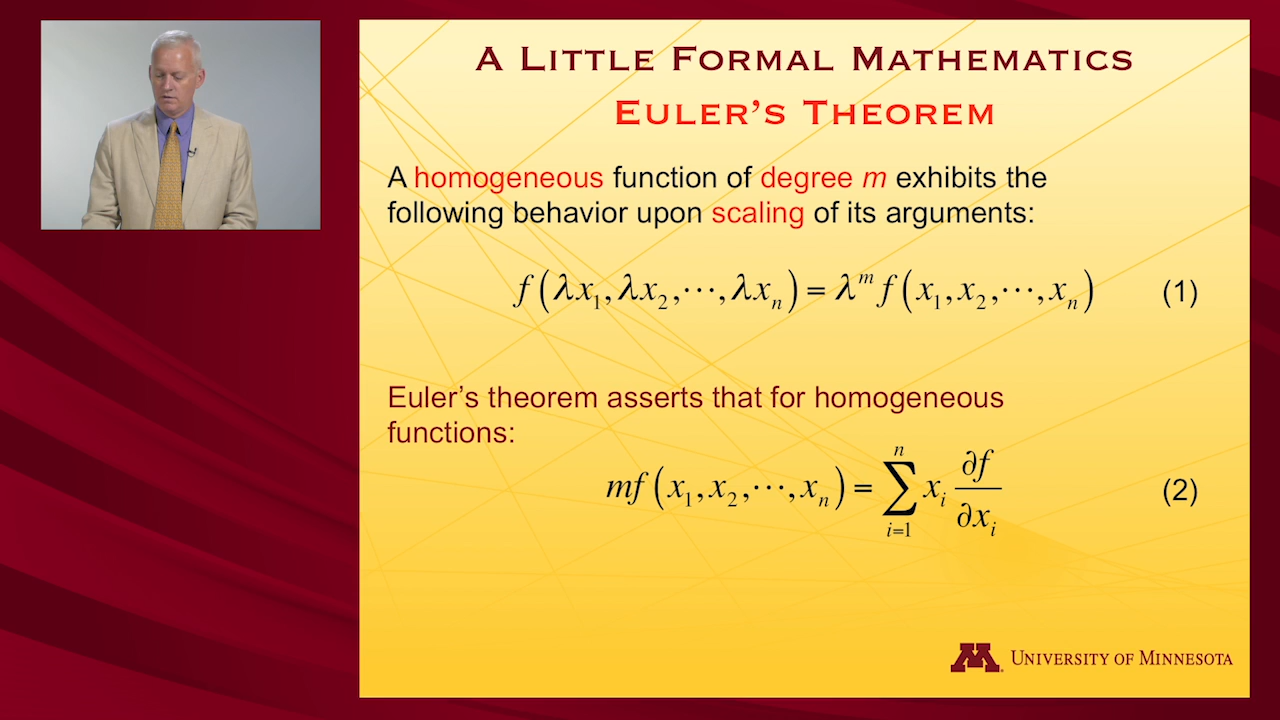 A LITTLE FORMAL MATHEMATICS
EULER'S THEOREM
A homogeneous function of degree m exhibits the
following behavior upon scaling of its arguments:
f(λx₁,λx₂,⋯,λxₙ) = λᵐ f(x₁,x₂,⋯,xₙ) (1)
Euler's theorem asserts that for homogeneous
functions:
mf(x₁,x₂,⋯,xₙ) = ∑ᵢ₌₁ⁿ xᵢ ∂f/∂xᵢ (2)
M UNIVERSITY OF MINNESOTA